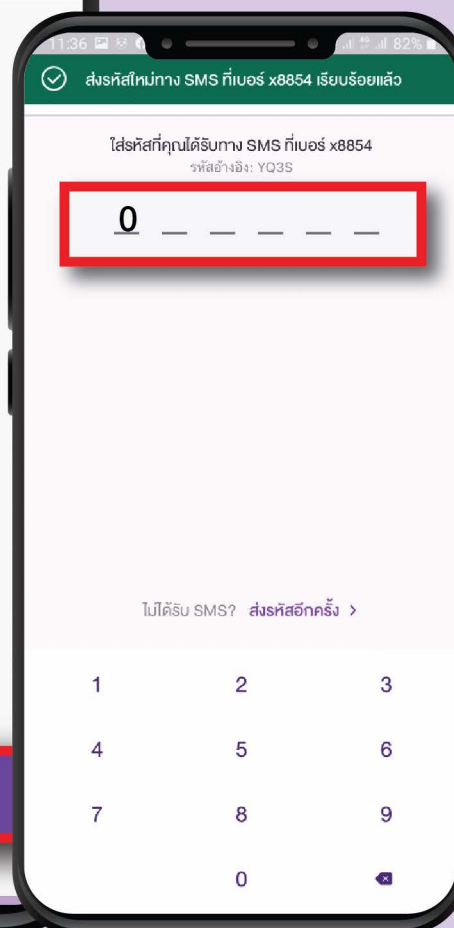 11:36 82%
ส่งรหัสใหม่ทาง SMS ที่เบอร์ x8854 เรียบร้อยแล้ว
ใส่รหัสที่คุณได้รับทาง SMS ที่เบอร์ x8854
รหัสอ้างอิง: YQ3S
0 _ _ _ _ _
ไม่ได้รับ SMS? ส่งรหัสอีกครั้ง >
1 2 3
4 5 6
7 8 9
0